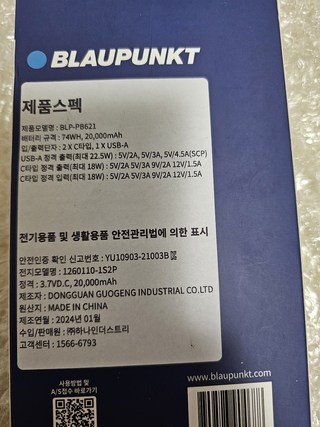 BLAUPUNKT
제품스펙
제품모델명 : BLP-PB621
배터리 규격 : 74WH, 20,000mAh
입/출력단자 : 2 X C타입, 1 X USB-A
USB-A 정격 출력(최대 22.5W) : 5V/2A, 5V/3A, 5V/4.5A(SCP)
C타입 정격 출력(최대 18W) : 5V/2A 5V/3A 9V/2A 12V/1.5A
C타입 정격 입력(최대 18W) : 5V/2A 5V/3A 9V/2A 12V/1.5A
전기용품 및 생활용품 안전관리법에 의한 표시
안전인증 확인 신고번호 : YU10903-21003B
전지모델명 : 1260110-1S2P
정격 : 3.7VD.C, 20,000mAh
제조자 : DONGGUAN GUOGENG INDUSTRIAL CO.LTD
원산지 : MADE IN CHINA
제조연월 : 2024년 01월
수입/판매원 : ㈜하나인더스트리
고객센터 : 1566-6793
사용방법 및
A/S접수 바로가기
www.blaupunkt.com